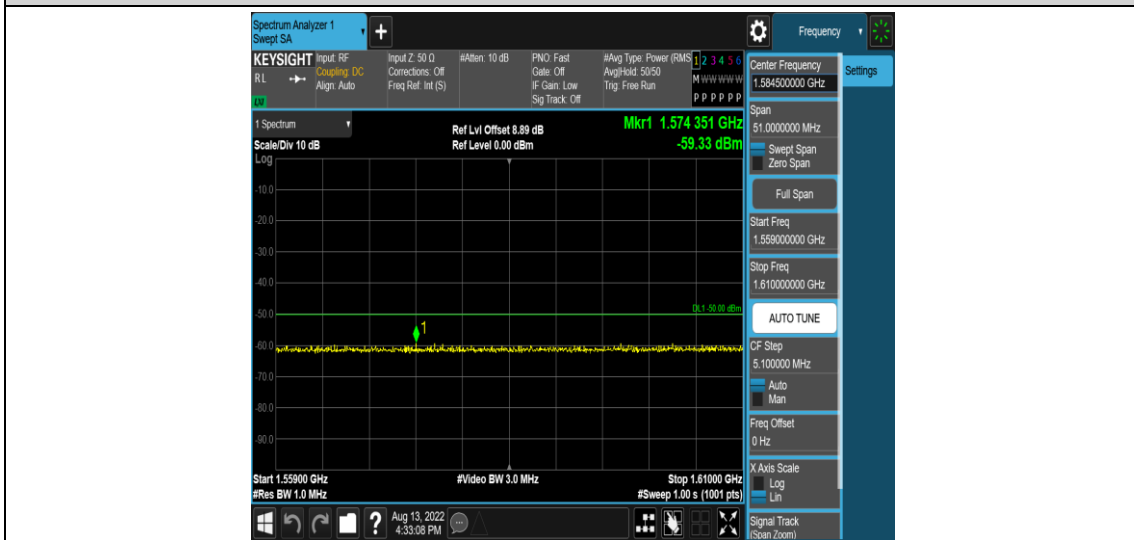 Spectrum Analyzer 1
Swept SA
+
Frequency
KEYSIGHT
RL
LXI
Input: RF
Coupling: DC
Align: Auto
Input Z: 50 Ω
Corrections: Off
Freq Ref: Int (S)
#Atten: 10 dB
PNO: Fast
Gate: Off
IF Gain: Low
Sig Track: Off
#Avg Type: Power (RMS
Avg|Hold: 50/50
Trig: Free Run
1 2 3 4 5 6
M W W W W W
P P P P P P
Center Frequency
1.584500000 GHz
Settings
Span
51.0000000 MHz
Swept Span
Zero Span
Full Span
Start Freq
1.559000000 GHz
Stop Freq
1.610000000 GHz
AUTO TUNE
CF Step
5.100000 MHz
Auto
Man
Freq Offset
0 Hz
X Axis Scale
Log
Lin
Signal Track
(Span Zoom)
1 Spectrum
Scale/Div 10 dB
Ref Lvl Offset 8.89 dB
Ref Level 0.00 dBm
Mkr1 1.574 351 GHz
-59.33 dBm
Log
-10.0
-20.0
-30.0
-40.0
DL1 -50.00 dBm
-50.0
1
-60.0
-70.0
-80.0
-90.0
Start 1.55900 GHz
#Video BW 3.0 MHz
Stop 1.61000 GHz
#Res BW 1.0 MHz
#Sweep 1.00 s (1001 pts)
?
Aug 13, 2022
4:33:08 PM